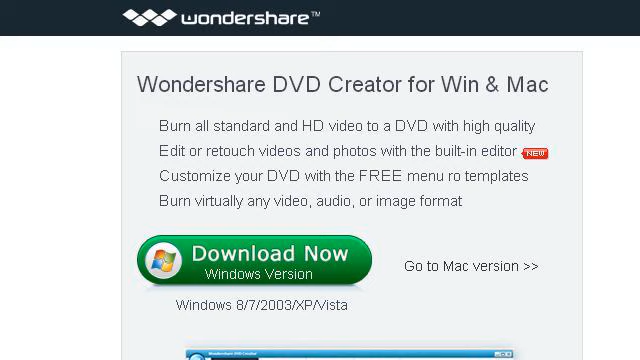 wondershare™
Wondershare DVD Creator for Win & Mac
Burn all standard and HD video to a DVD with high quality
Edit or retouch videos and photos with the built-in editor NEW
Customize your DVD with the FREE menu ro templates
Burn virtually any video, audio, or image format
Download Now
Windows Version
Go to Mac version >>
Windows 8/7/2003/XP/Vista
Wondershare DVD Creator